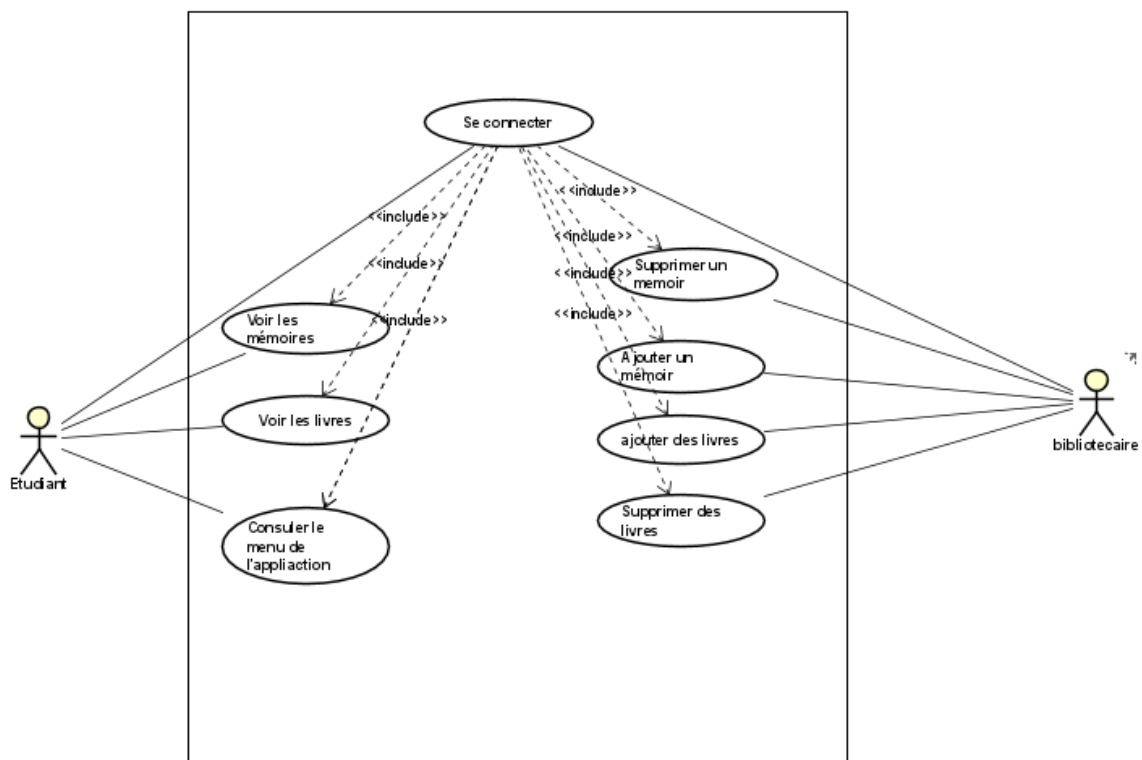 Se connecter
<<include>>
<<include>>
<<include>>
<<include>>
<<include>>
<<include>>
<<include>>
Supprimer un
memoir
Voir les
mémoires
Ajouter un
mémoir
Voir les livres
ajouter des livres
Etudiant
bibliotecaire
Consuler le
menu de
l'appliaction
Supprimer des
livres